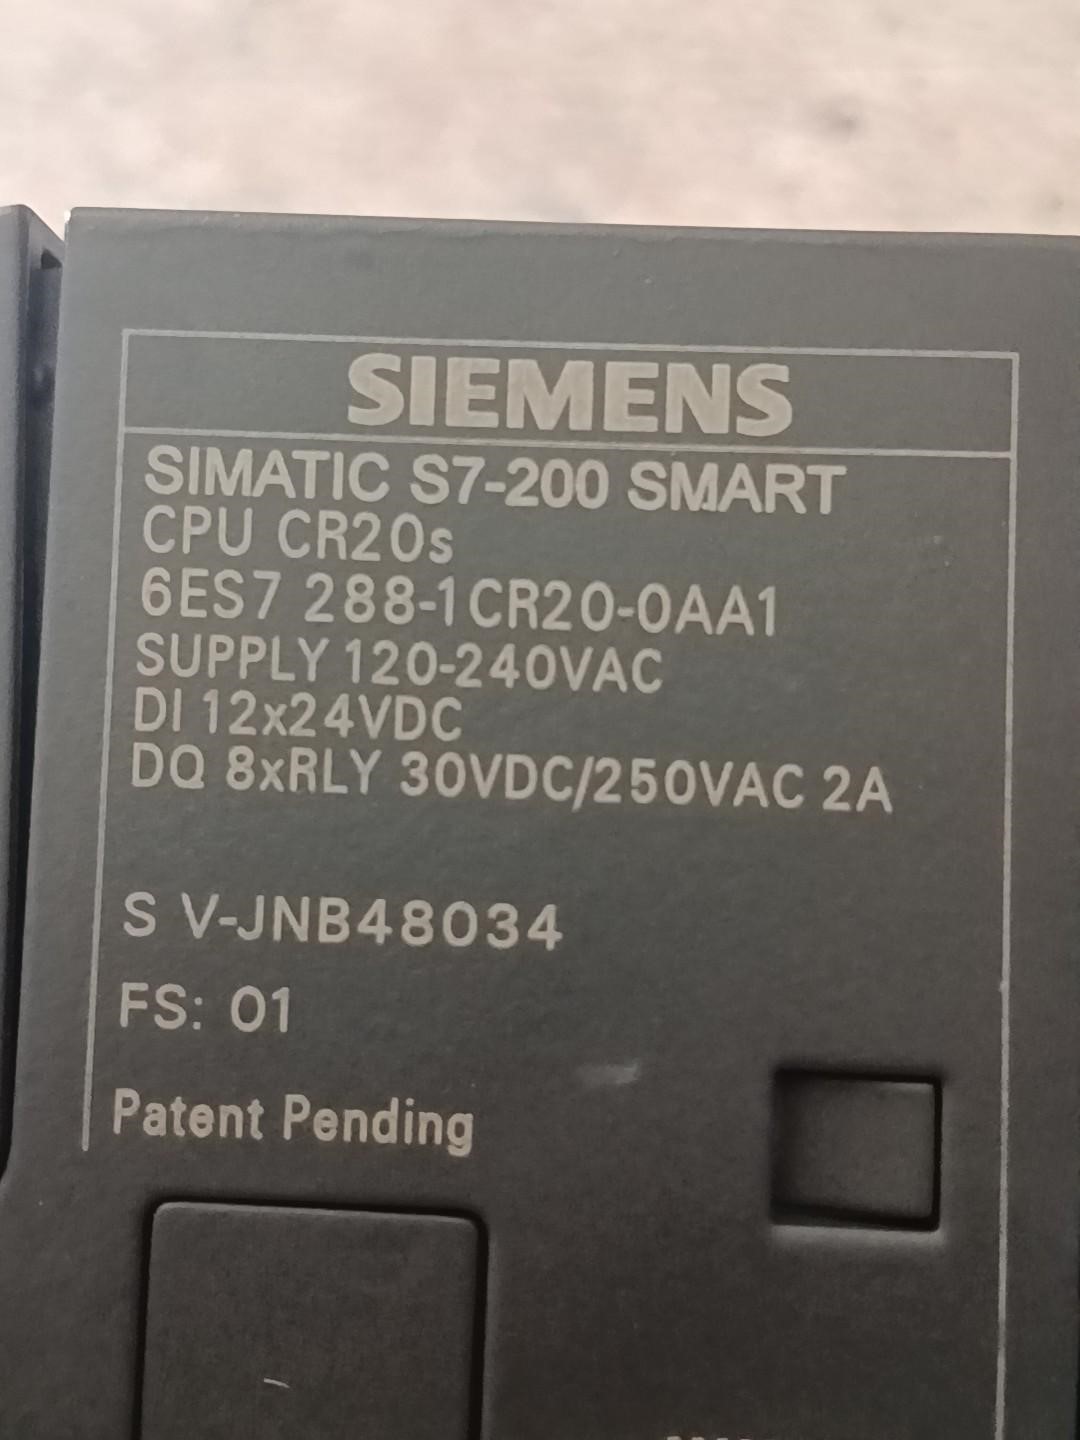 SIEMENS
SIMATIC S7-200 SMART
CPU CR20s
6ES7 288-1CR20-0AA1
SUPPLY 120-240VAC
DI 12x24VDC
DQ 8xRLY 30VDC/250VAC 2A
S V-JNB48034
FS: 01
Patent Pending